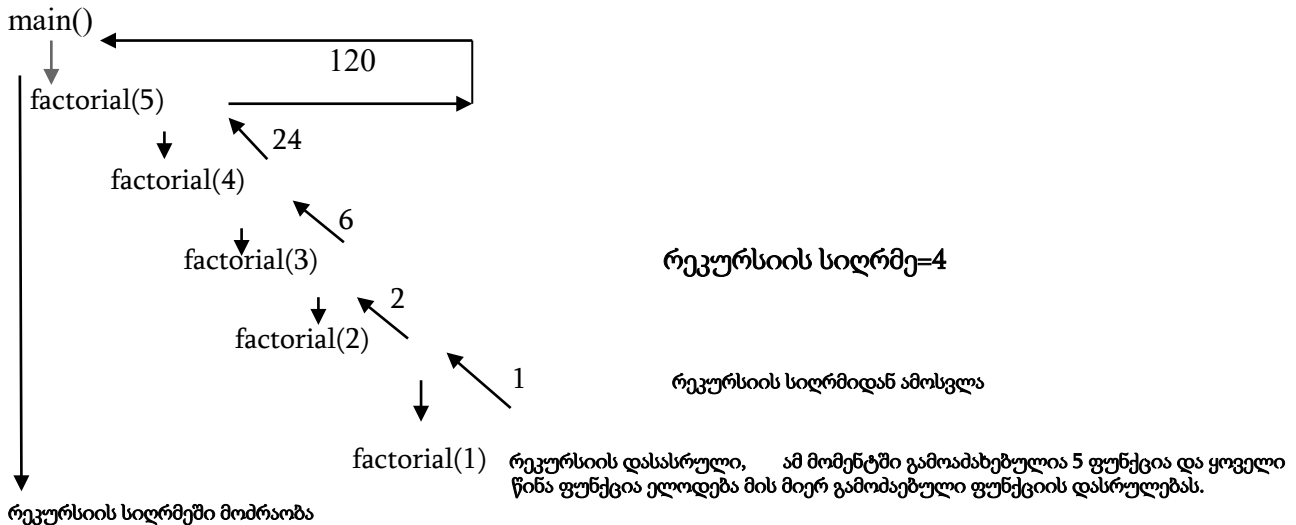 main()
120
factorial(5)
24
factorial(4)
6
factorial(3)
რეკურსიის სიღრმე=4
2
factorial(2)
1
რეკურსიის სიღრმიდან ამოსვლა
factorial(1)
რეკურსიის დასასრული, ამ მომენტში გამოაძახებულია 5 ფუნქცია და ყოველი
წინა ფუნქცია ელოდება მის მიერ გამოძაებული ფუნქციის დასრულებას.
რეკურსიის სიღრმეში მოძრაობა